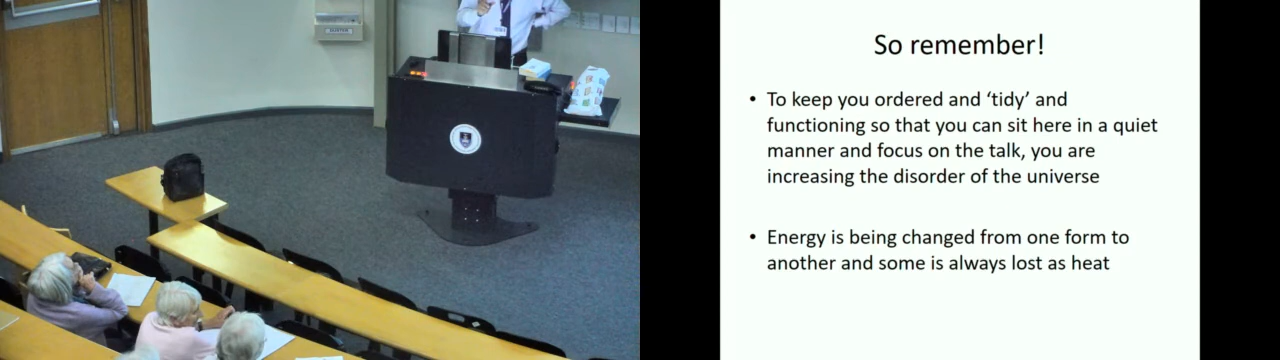 So remember!
• To keep you ordered and ‘tidy’ and
functioning so that you can sit here in a quiet
manner and focus on the talk, you are
increasing the disorder of the universe
• Energy is being changed from one form to
another and some is always lost as heat